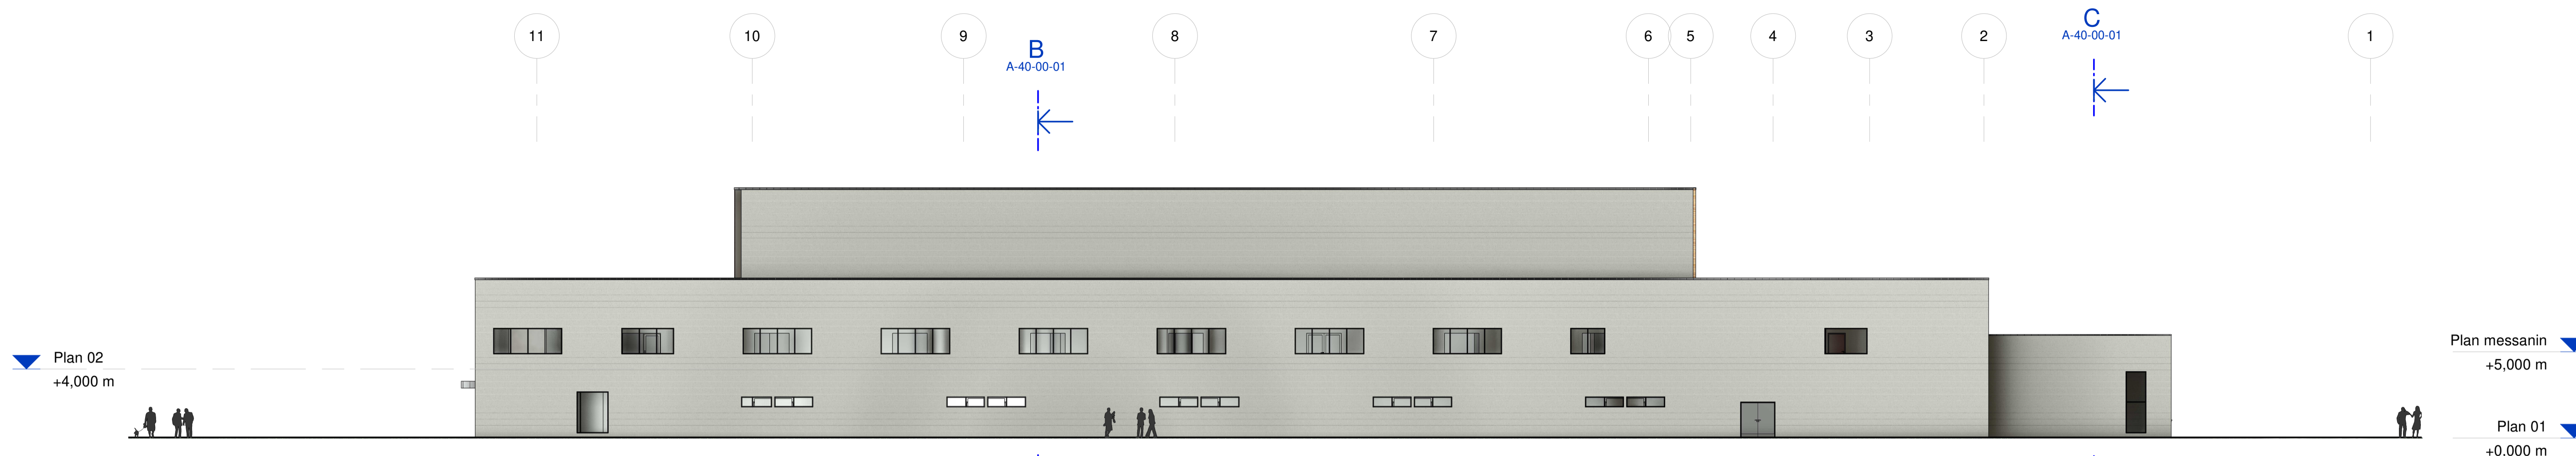 11
10
9
8
7
6
5
4
3
2
1
B
A-40-00-01
C
A-40-00-01
Plan 02
+4,000 m
Plan messanin
+5,000 m
Plan 01
+0,000 m